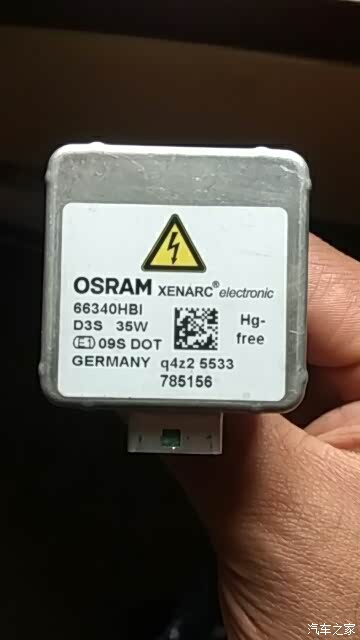 OSRAM XENARC® electronic
66340HBI
D3S 35W
Hg-
free
E1 09S DOT
GERMANY q4z2 5533
785156
汽车之家